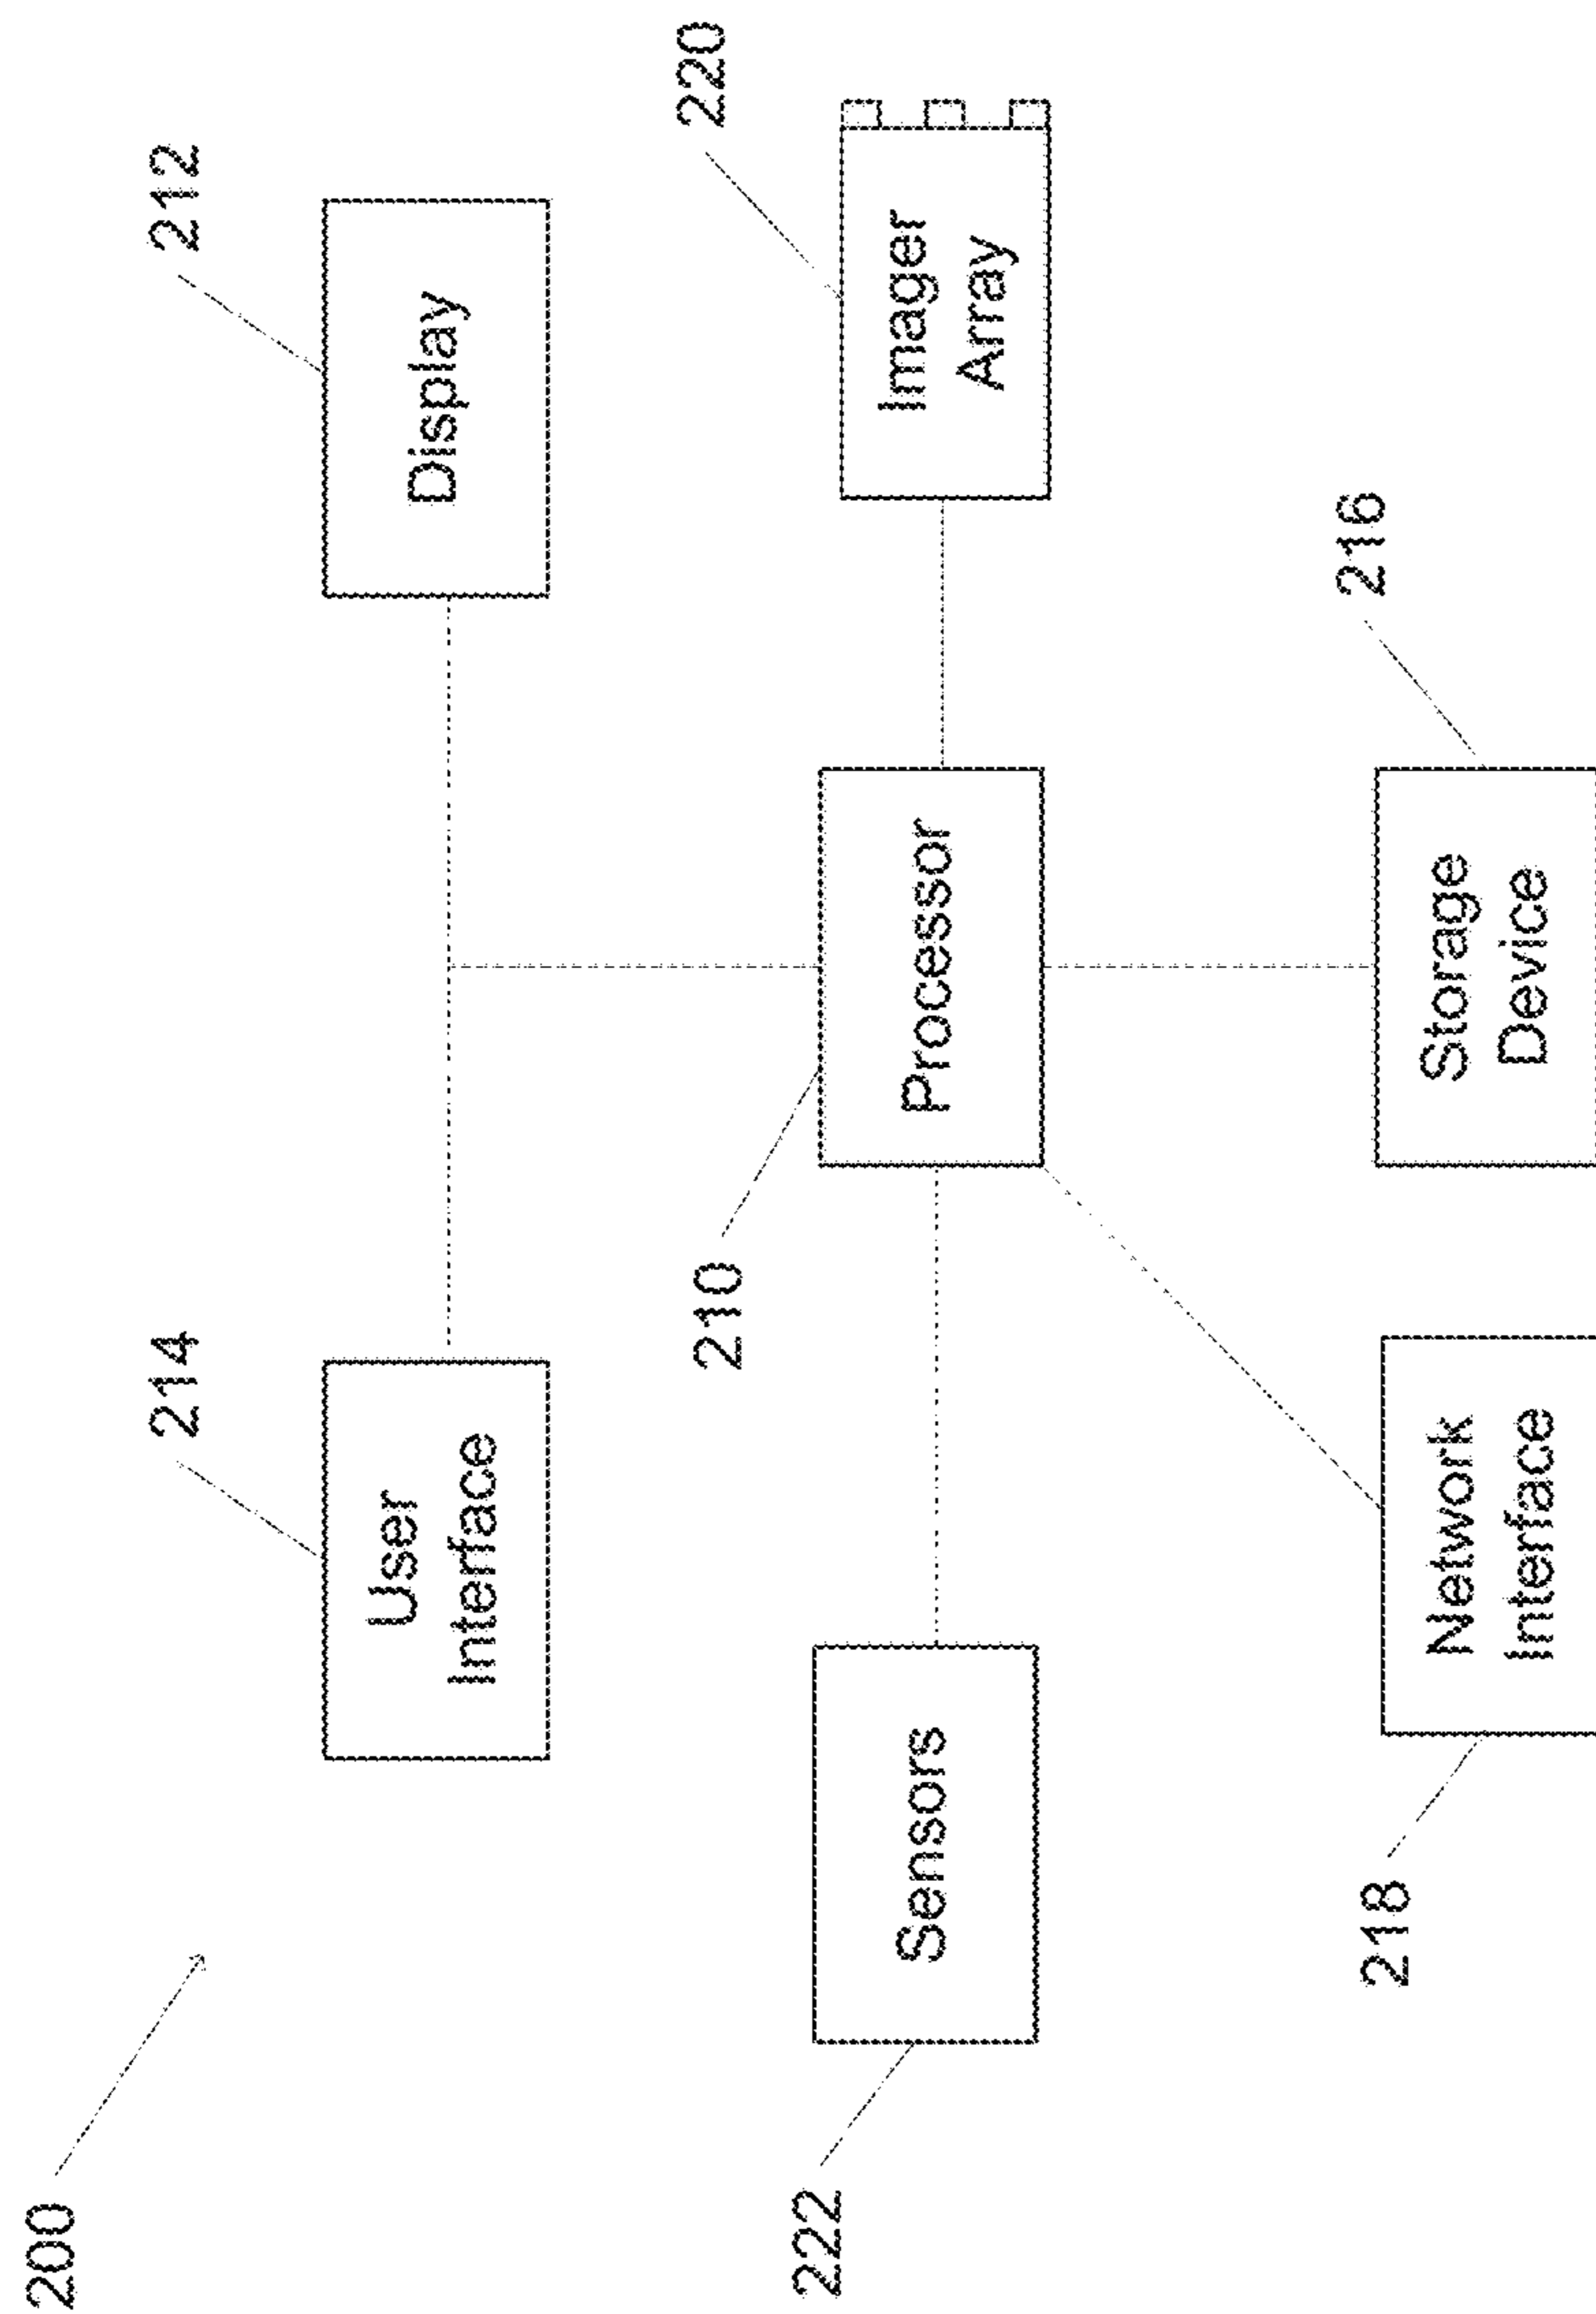 200
214
212
User
Interface
Display
210
220
222
Sensors
Processor
Imager
Array
218
216
Network
Interface
Storage
Device